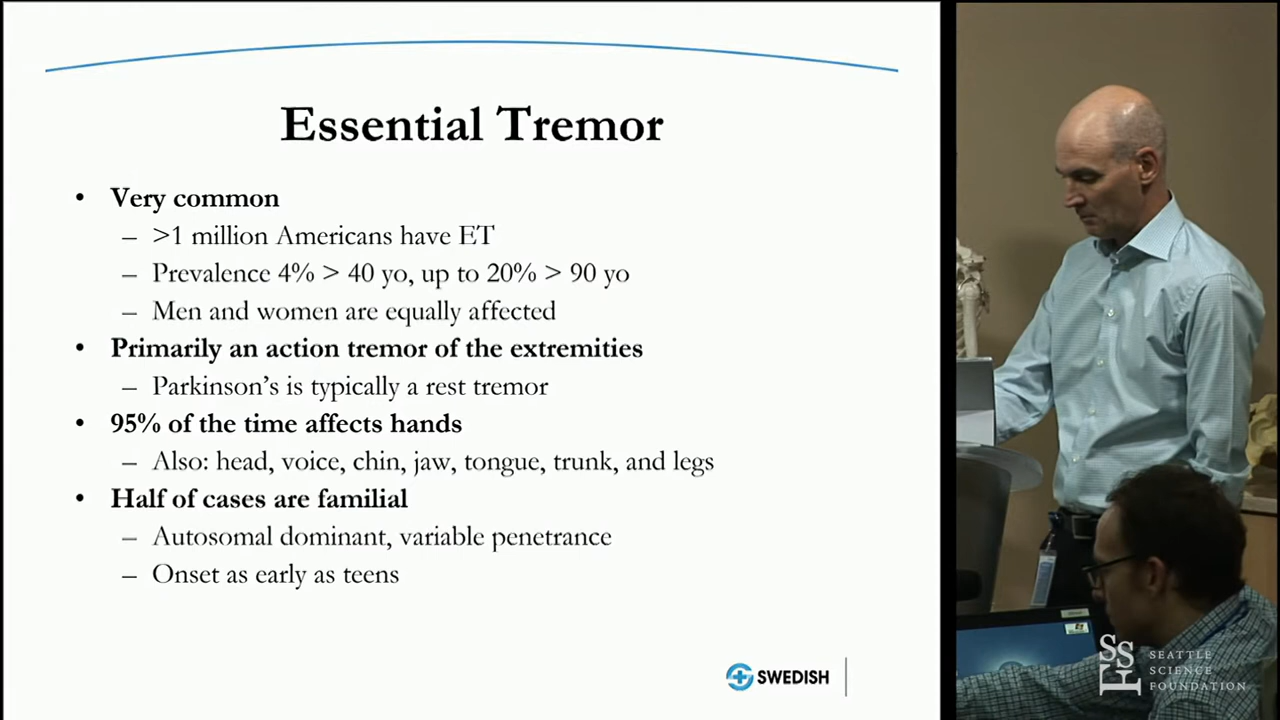 Essential Tremor
• Very common
– >1 million Americans have ET
– Prevalence 4% > 40 yo, up to 20% > 90 yo
– Men and women are equally affected
• Primarily an action tremor of the extremities
– Parkinson's is typically a rest tremor
• 95% of the time affects hands
– Also: head, voice, chin, jaw, tongue, trunk, and legs
• Half of cases are familial
– Autosomal dominant, variable penetrance
– Onset as early as teens
SWEDISH
SSF
SEATTLE
SCIENCE
FOUNDATION